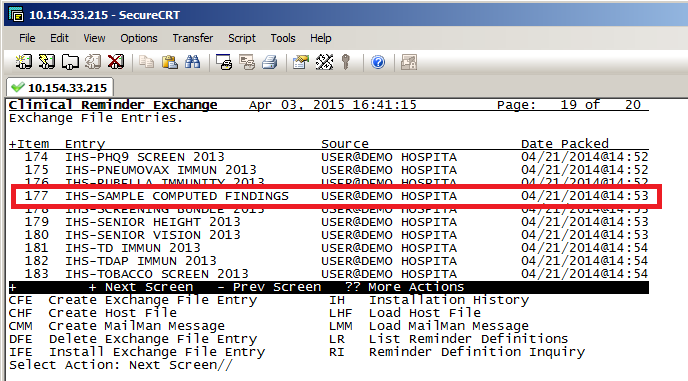 10.154.33.215 - SecureCRT
File Edit View Options Transfer Script Tools Help
10.154.33.215
Clinical Reminder Exchange Apr 03, 2015 16:41:15 Page: 19 of 20
Exchange File Entries.
+Item Entry Source Date Packed
174 IHS-PHQ9 SCREEN 2013 USER@DEMO HOSPITA 04/21/2014@14:52
175 IHS-PNEUMOVAX IMMUN 2013 USER@DEMO HOSPITA 04/21/2014@14:52
176 IHS-RUBELLA IMMUNITY 2013 USER@DEMO HOSPITA 04/21/2014@14:52
177 IHS-SAMPLE COMPUTED FINDINGS USER@DEMO HOSPITA 04/21/2014@14:53
178 IHS-SCREENING BUNDLE 2013 USER@DEMO HOSPITA 04/21/2014@14:53
179 IHS-SENIOR HEIGHT 2013 USER@DEMO HOSPITA 04/21/2014@14:53
180 IHS-SENIOR VISION 2013 USER@DEMO HOSPITA 04/21/2014@14:53
181 IHS-TD IMMUN 2013 USER@DEMO HOSPITA 04/21/2014@14:54
182 IHS-TDAP IMMUN 2013 USER@DEMO HOSPITA 04/21/2014@14:54
183 IHS-TOBACCO SCREEN 2013 USER@DEMO HOSPITA 04/21/2014@14:54
+ + Next Screen - Prev Screen ?? More Actions
CFE Create Exchange File Entry IH Installation History
CHF Create Host File LHF Load Host File
CMM Create MailMan Message LMM Load MailMan Message
DFE Delete Exchange File Entry LR List Reminder Definitions
IFE Install Exchange File Entry RI Reminder Definition Inquiry
Select Action: Next Screen//